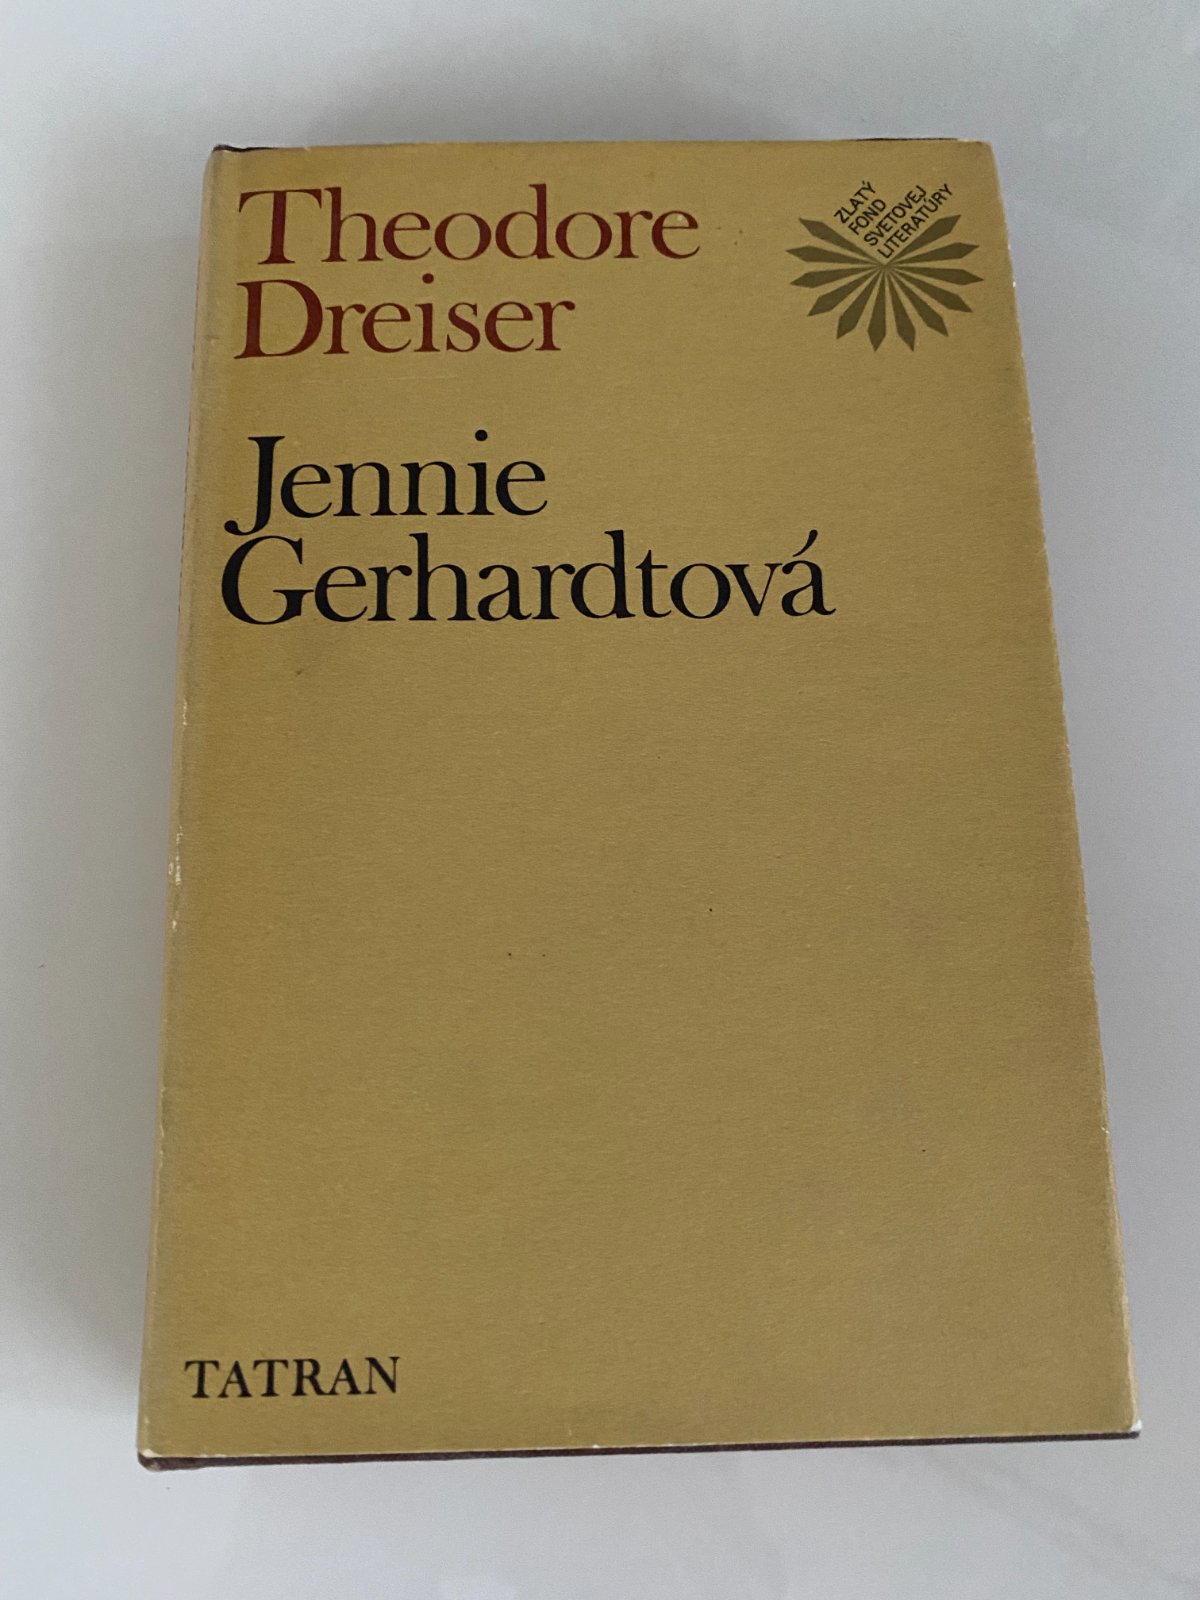 Theodore
Dreiser
ZLATÝ
FOND
SVETOVEJ
LITERATÚRY
Jennie
Gerhardtová
TATRAN